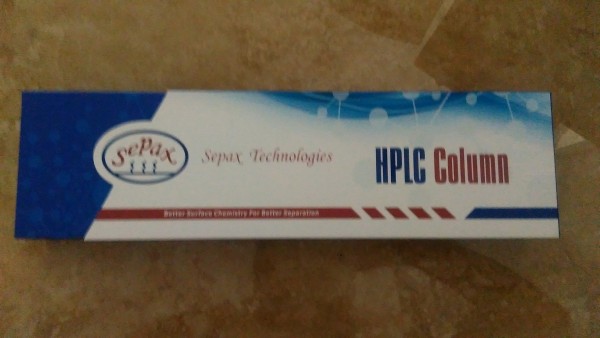 Sepax
Sepax Technologies
HPLC Column
Better Surface Chemistry For Better Separation